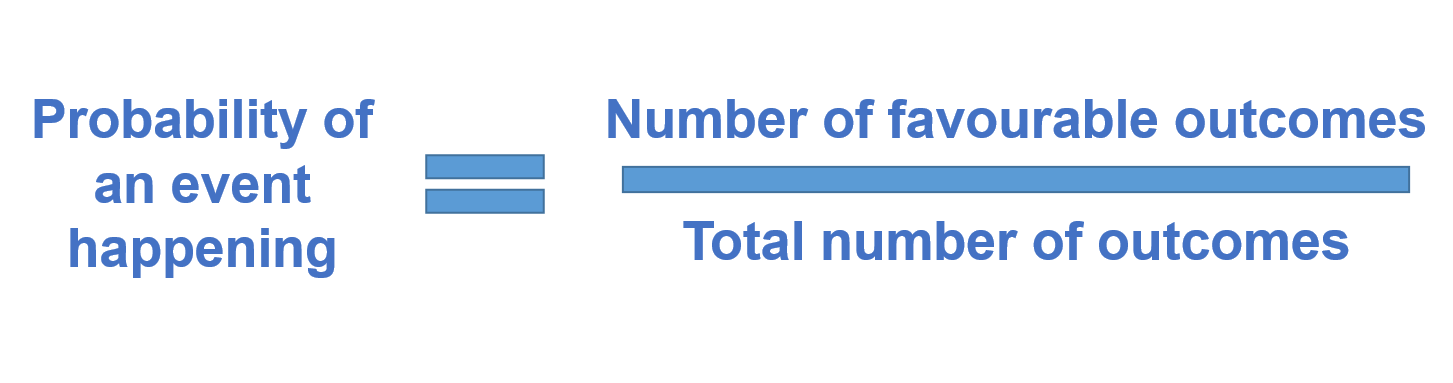 Probability of
an event
happening
Number of favourable outcomes
Total number of outcomes